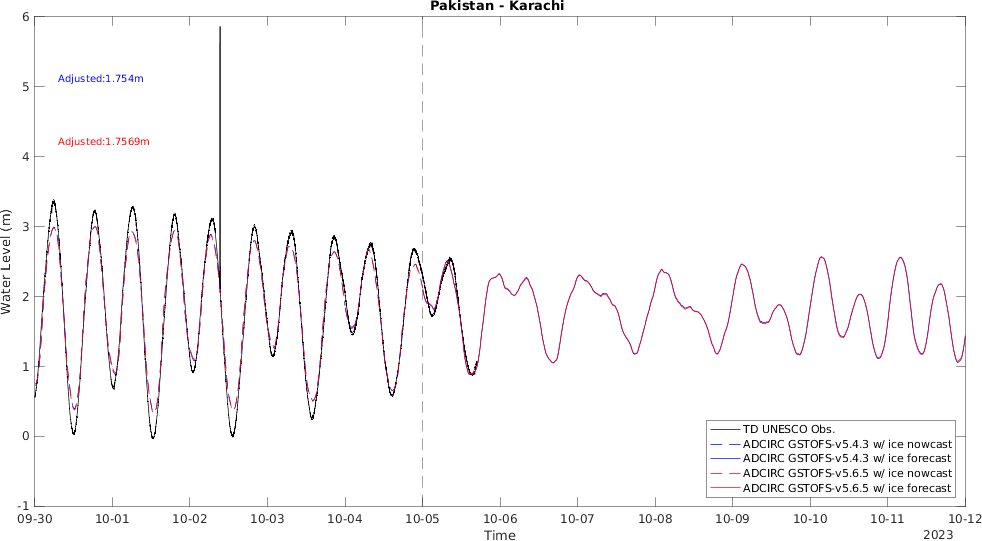 Pakistan - Karachi
6
5
4
3
2
1
0
-1
Water Level (m)
Adjusted:1.754m
Adjusted:1.7569m
TD UNESCO Obs.
ADCIRC GSTOFS-v5.4.3 w/ ice nowcast
ADCIRC GSTOFS-v5.4.3 w/ ice forecast
ADCIRC GSTOFS-v5.6.5 w/ ice nowcast
ADCIRC GSTOFS-v5.6.5 w/ ice forecast
09-30 10-01 10-02 10-03 10-04 10-05 10-06 10-07 10-08 10-09 10-10 10-11 10-12
Time
2023